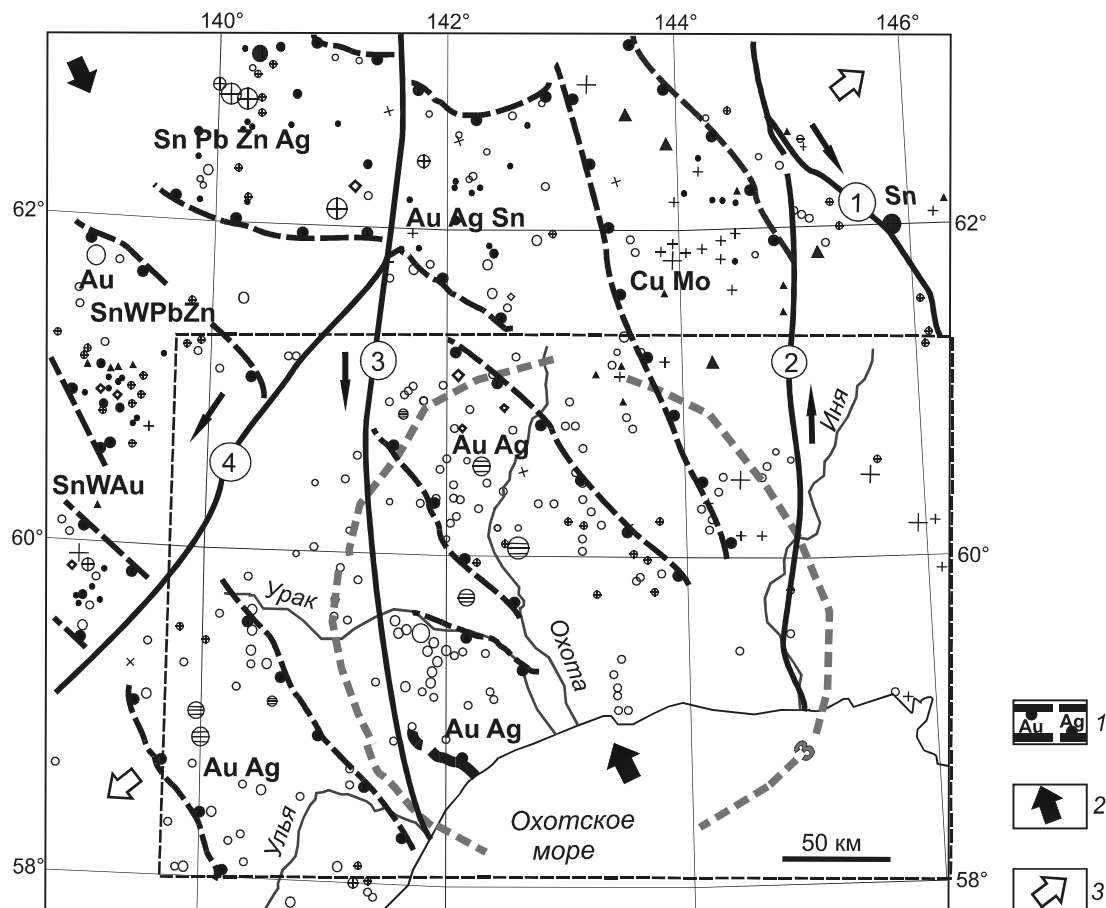 140° 142° 144° 146°
Sn Pb Zn Ag
62°
Au Ag Sn
1
Sn
62°
Au
Cu Mo
SnWPbZn
3
2
Иня
Au Ag
4
SnWAu
60°
60°
Урак
Охота
Au Ag
3
Au Ag
Au Ag
1
2
Улья
Охотское
море
50 км
58°
58°
3